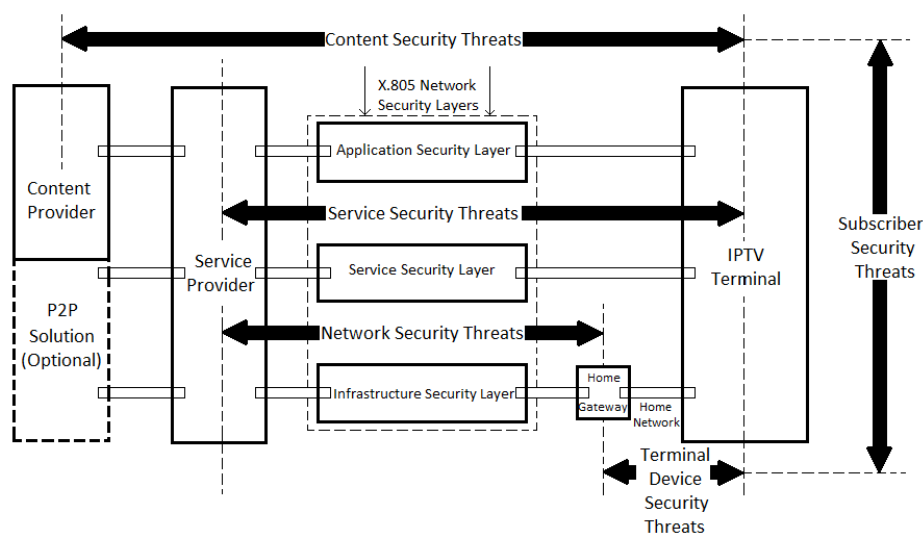 Content Security Threats
X.805 Network
Security Layers
Application Security Layer
Content
Provider
Service Security Threats
Subscriber
Security
Threats
Service
Provider
Service Security Layer
IPTV
Terminal
P2P
Solution
(Optional)
Network Security Threats
Infrastructure Security Layer
Home
Gateway
Home
Network
Terminal
Device
Security
Threats